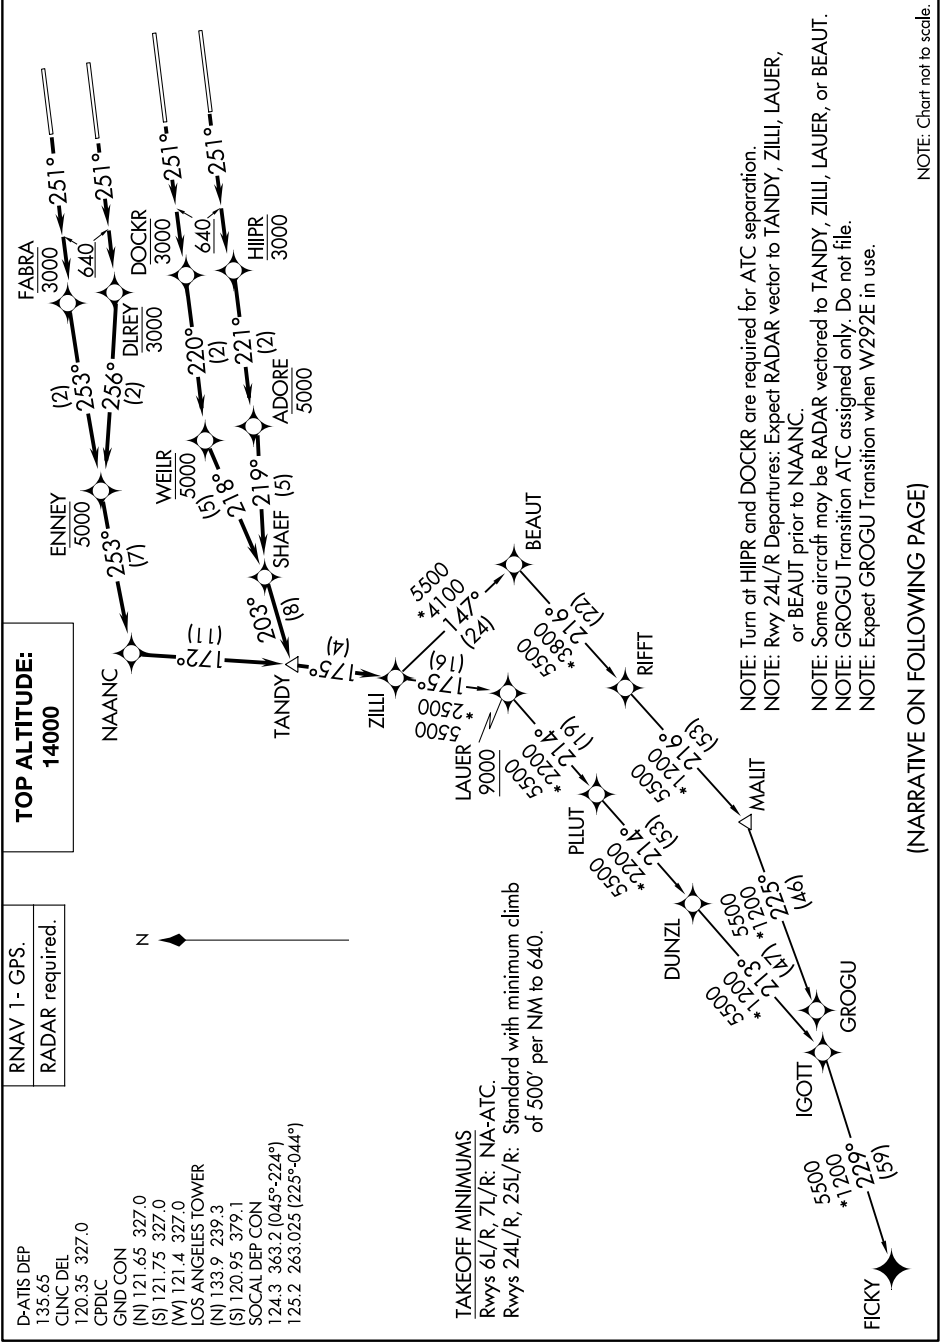 D-ATIS DEP
135.65
CLNC DEL
120.35 327.0
CPDLC
GND CON
(N) 121.65 327.0
(S) 121.75 327.0
(W) 121.4 327.0
LOS ANGELES TOWER
(N) 133.9 239.3
(S) 120.95 379.1
SOCAL DEP CON
124.3 363.2 (045°-224°)
125.2 263.025 (225°-044°)
RNAV 1 - GPS.
RADAR required.
TOP ALTITUDE:
14000
N
TAKEOFF MINIMUMS
Rwys 6L/R, 7L/R: NA-ATC.
Rwys 24L/R, 25L/R: Standard with minimum climb
of 500' per NM to 640.
FABRA
3000
251°
640
251°
DLREY
3000
(2)
253°
256°
(2)
ENNEY
5000
253°
(7)
NAANC
(11)
172°
DOCKR
3000
251°
640
251°
HIIPR
3000
220°
(2)
221°
(2)
WEILR
5000
ADORE
5000
(5)
218°
219°
(5)
SHAEF
203°
(8)
TANDY
(4)
175°
ZILLI
(16)
175°
*2500
5500
5500
*4100
147°
(24)
BEAUT
LAUER
9000
5500
*2200
214°
(19)
PLLUT
5500
*2200
214°
(53)
DUNZL
5500
*1200
213°
(47)
IGOTT
5500
*3800
216°
(22)
RIFFT
5500
*1200
216°
(53)
MALIT
5500
*1200
225°
(46)
GROGU
5500
*1200
229°
(59)
FICKY
NOTE: Turn at HIIPR and DOCKR are required for ATC separation.
NOTE: Rwy 24L/R Departures: Expect RADAR vector to TANDY, ZILLI, LAUER,
or BEAUT prior to NAANC.
NOTE: Some aircraft may be RADAR vectored to TANDY, ZILLI, LAUER, or BEAUT.
NOTE: GROGU Transition ATC assigned only. Do not file.
NOTE: Expect GROGU Transition when W292E in use.
NOTE: Chart not to scale.
(NARRATIVE ON FOLLOWING PAGE)